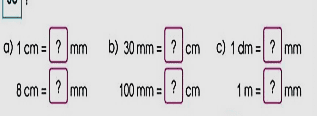 a) 1 cm = ? mm b) 30 mm = ? cm c) 1 dm = ? mm
8 cm = ? mm 100 mm = ? cm 1 m = ? mm